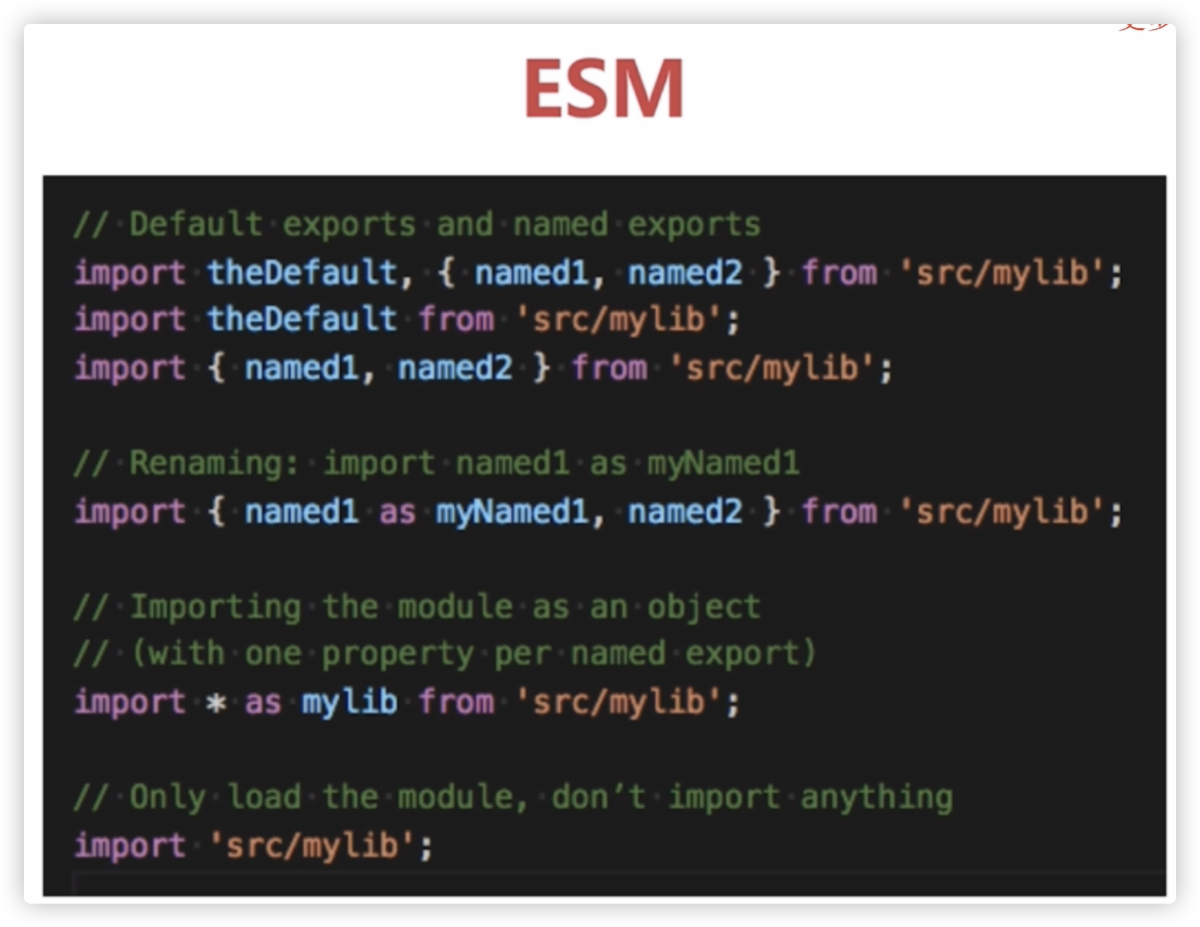 ESM
// Default exports and named exports
import theDefault, { named1, named2 } from 'src/mylib';
import theDefault from 'src/mylib';
import { named1, named2 } from 'src/mylib';
// Renaming: import named1 as myNamed1
import { named1 as myNamed1, named2 } from 'src/mylib';
// Importing the module as an object
// (with one property per named export)
import * as mylib from 'src/mylib';
// Only load the module, don’t import anything
import 'src/mylib';